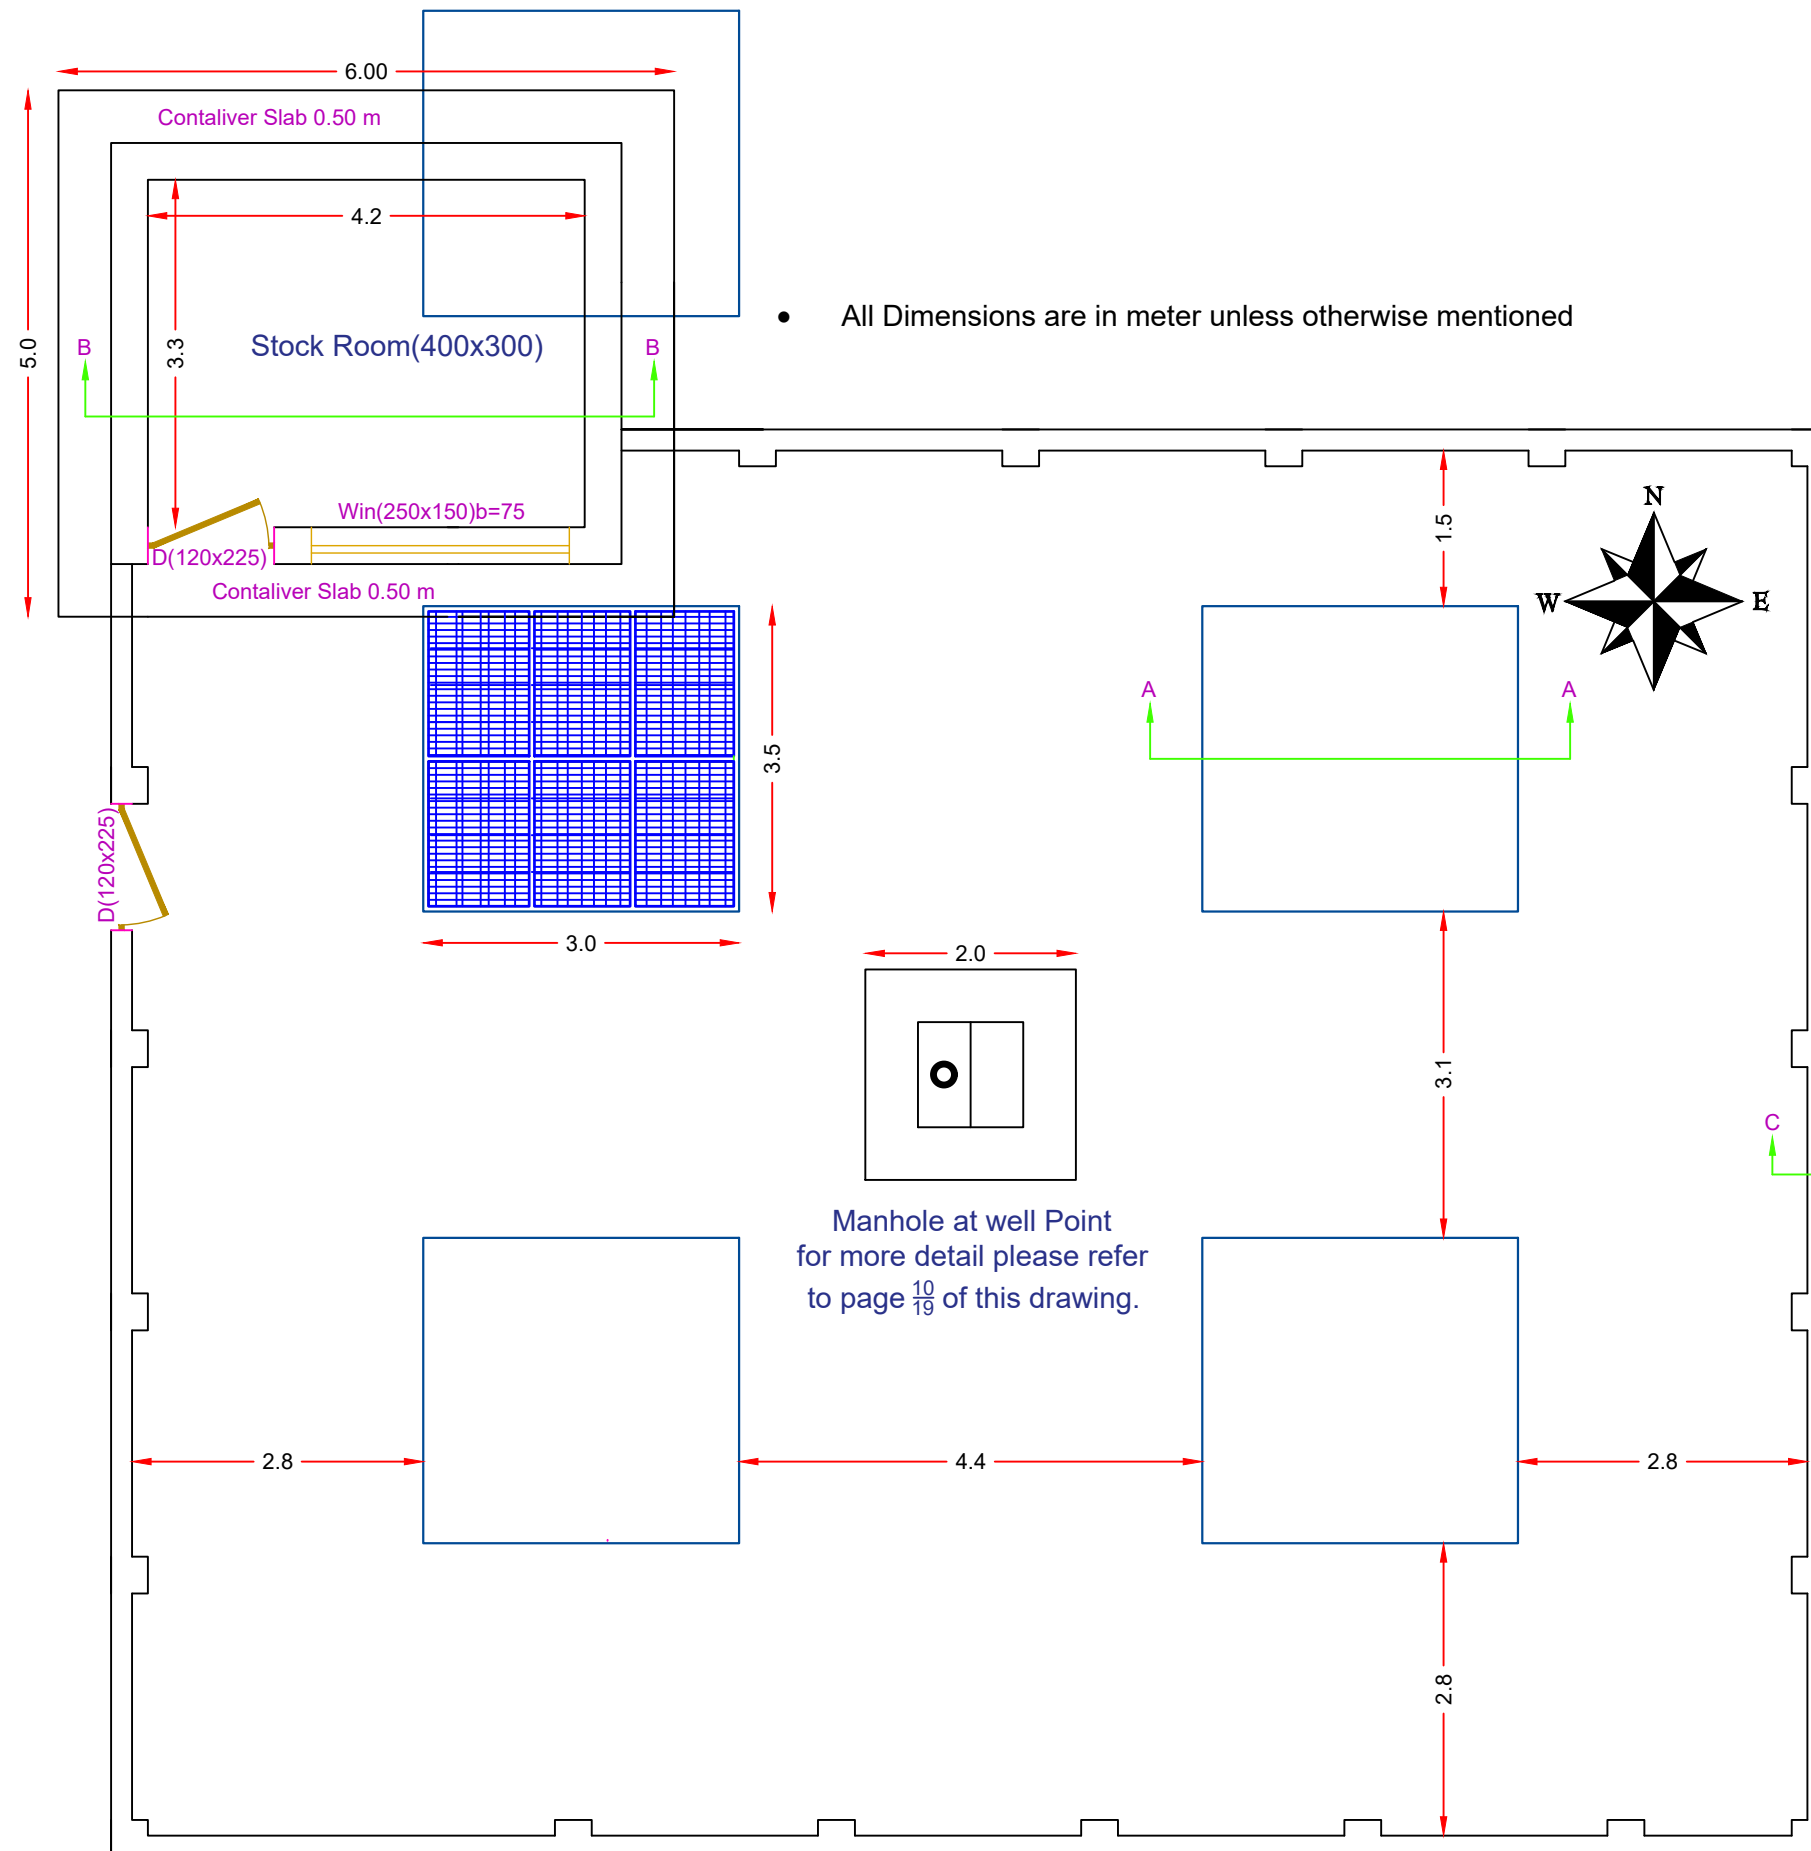 6.00
Contaliver Slab 0.50 m
4.2
5.0
3.3
All Dimensions are in meter unless otherwise mentioned
Stock Room(400x300)
B
B
N
Win(250x150)b=75
1.5
D(120x225)
Contaliver Slab 0.50 m
W
E
A
A
3.5
D(120x225)
3.0
2.0
3.1
C
Manhole at well Point
for more detail please refer
to page 10/19 of this drawing.
2.8
4.4
2.8
2.8